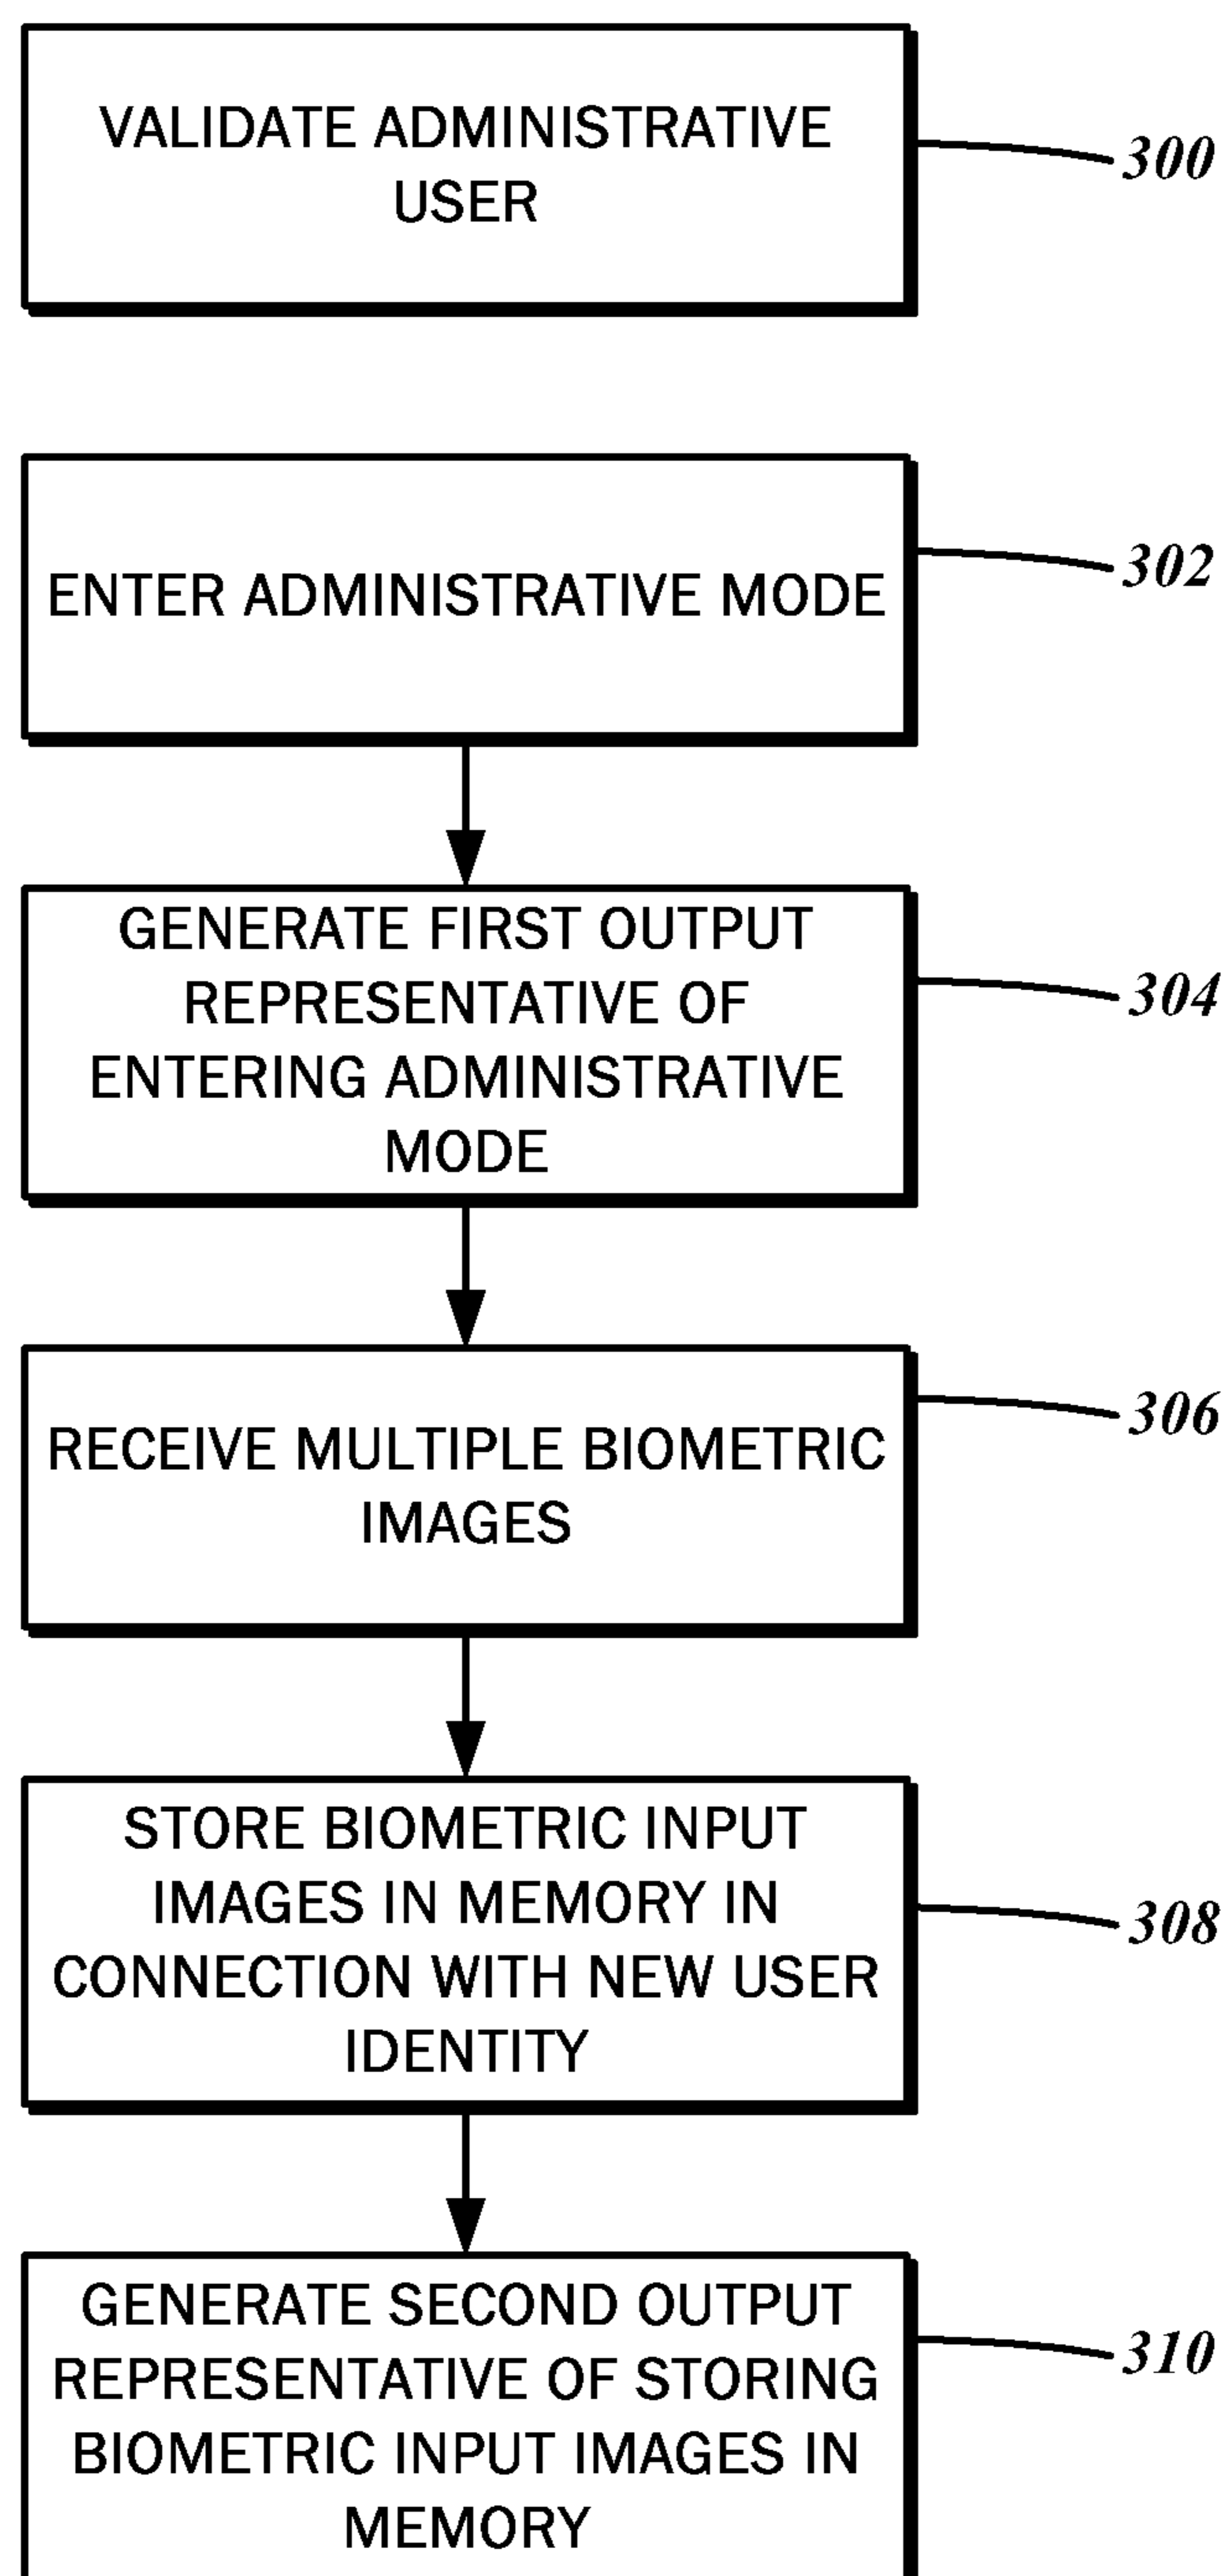 VALIDATE ADMINISTRATIVE
USER
300
ENTER ADMINISTRATIVE MODE
302
GENERATE FIRST OUTPUT
REPRESENTATIVE OF
ENTERING ADMINISTRATIVE
MODE
304
RECEIVE MULTIPLE BIOMETRIC
IMAGES
306
STORE BIOMETRIC INPUT
IMAGES IN MEMORY IN
CONNECTION WITH NEW USER
IDENTITY
308
GENERATE SECOND OUTPUT
REPRESENTATIVE OF STORING
BIOMETRIC INPUT IMAGES IN
MEMORY
310